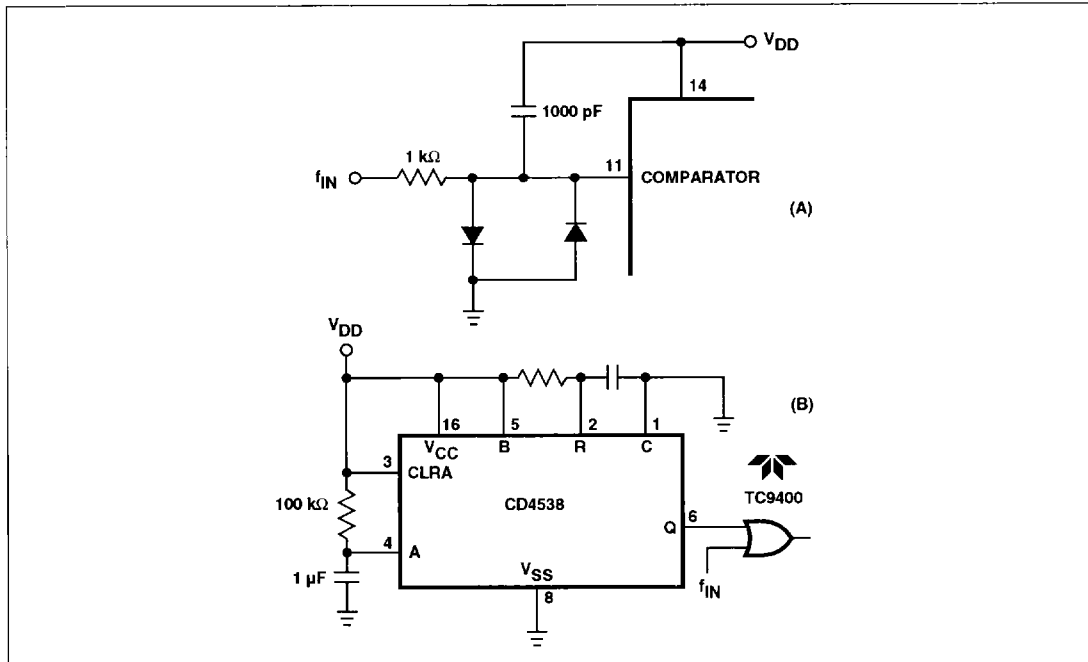 V_DD
14
1000 pF
1 kΩ
f_IN
11
COMPARATOR
(A)
V_DD
(B)
16 5 2 1
V_CC B R C
3
CLRA
100 kΩ
CD4538
TC9400
6
Q
4
A
1 µF
V_SS
8
f_IN